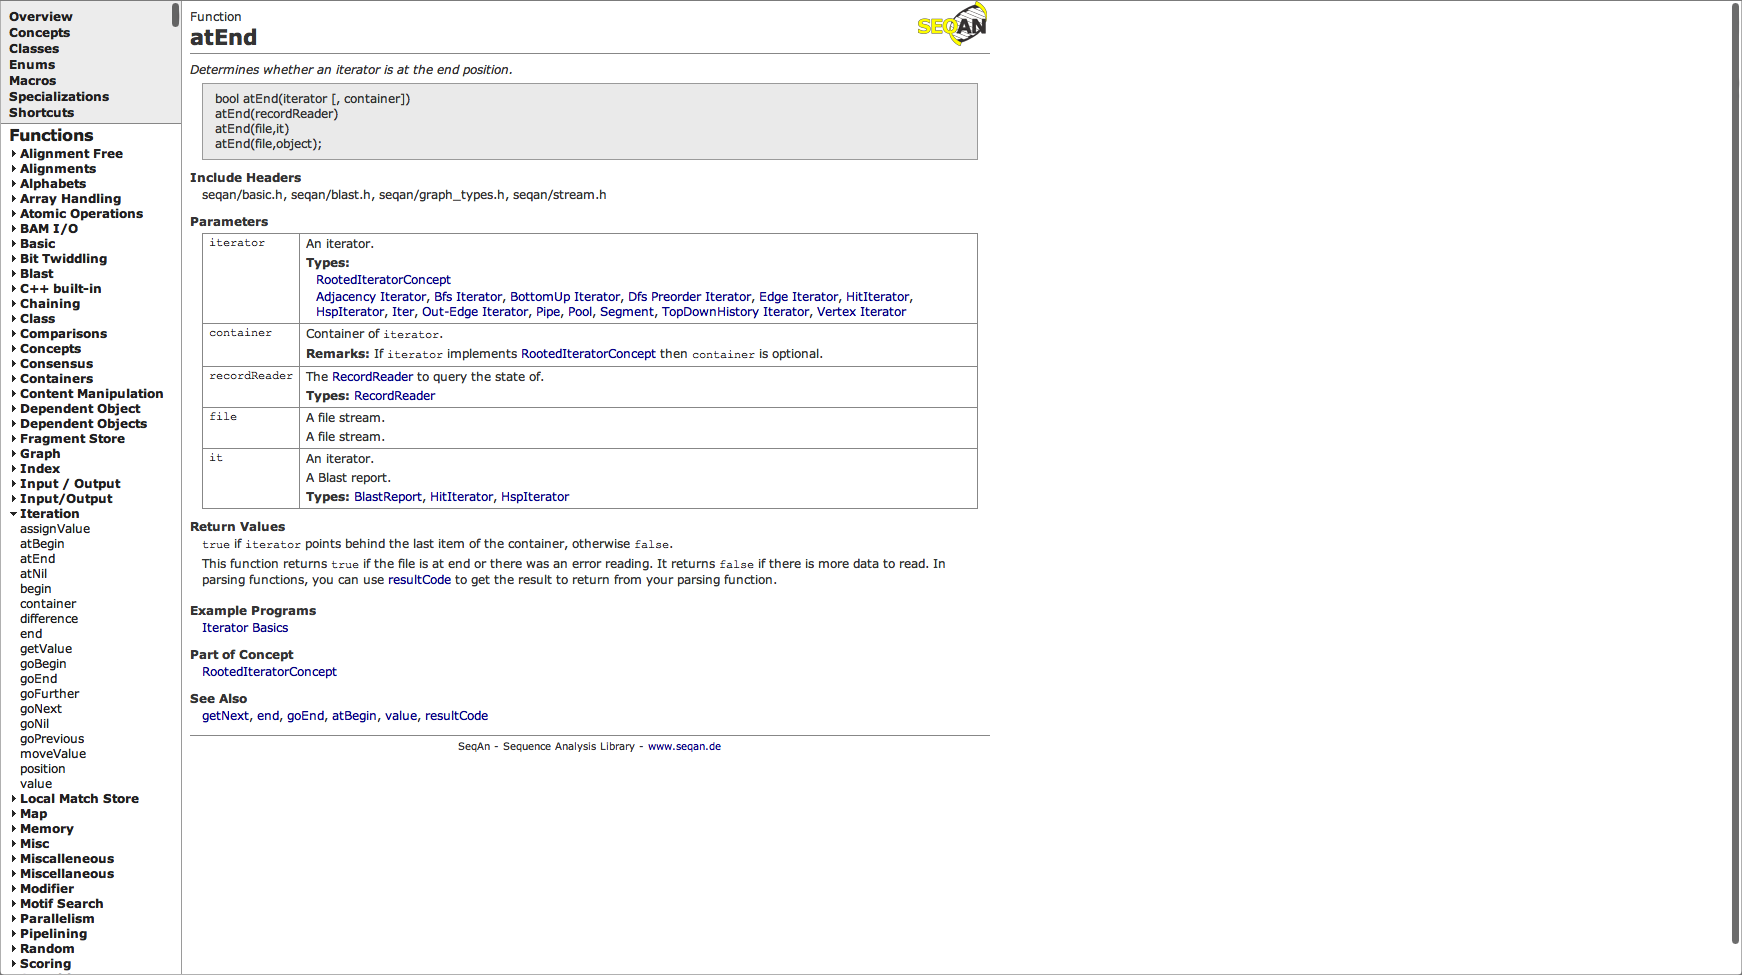 Overview
Concepts
Classes
Enums
Macros
Specializations
Shortcuts
Functions
Alignment Free
Alignments
Alphabets
Array Handling
Atomic Operations
BAM I/O
Basic
Bit Twiddling
Blast
C++ built-in
Chaining
Class
Comparisons
Concepts
Consensus
Containers
Content Manipulation
Dependent Object
Dependent Objects
Fragment Store
Graph
Index
Input / Output
Input/Output
Iteration
assignValue
atBegin
atEnd
atNil
begin
container
difference
end
getValue
goBegin
goEnd
goFurther
goNext
goNil
goPrevious
moveValue
position
value
Local Match Store
Map
Memory
Misc
Miscalleneous
Miscellaneous
Modifier
Motif Search
Parallelism
Pipelining
Random
Scoring
Function
atEnd
SEQAN
Determines whether an iterator is at the end position.
bool atEnd(iterator [, container])
atEnd(recordReader)
atEnd(file,it)
atEnd(file,object);
Include Headers
seqan/basic.h, seqan/blast.h, seqan/graph_types.h, seqan/stream.h
Parameters
iterator
An iterator.
Types:
RootedIteratorConcept
Adjacency Iterator, Bfs Iterator, BottomUp Iterator, Dfs Preorder Iterator, Edge Iterator, HitIterator,
HspIterator, Iter, Out-Edge Iterator, Pipe, Pool, Segment, TopDownHistory Iterator, Vertex Iterator
container
Container of iterator.
Remarks: If iterator implements RootedIteratorConcept then container is optional.
recordReader
The RecordReader to query the state of.
Types: RecordReader
file
A file stream.
A file stream.
it
An iterator.
A Blast report.
Types: BlastReport, HitIterator, HspIterator
Return Values
true if iterator points behind the last item of the container, otherwise false.
This function returns true if the file is at end or there was an error reading. It returns false if there is more data to read. In
parsing functions, you can use resultCode to get the result to return from your parsing function.
Example Programs
Iterator Basics
Part of Concept
RootedIteratorConcept
See Also
getNext, end, goEnd, atBegin, value, resultCode
SeqAn - Sequence Analysis Library - www.seqan.de